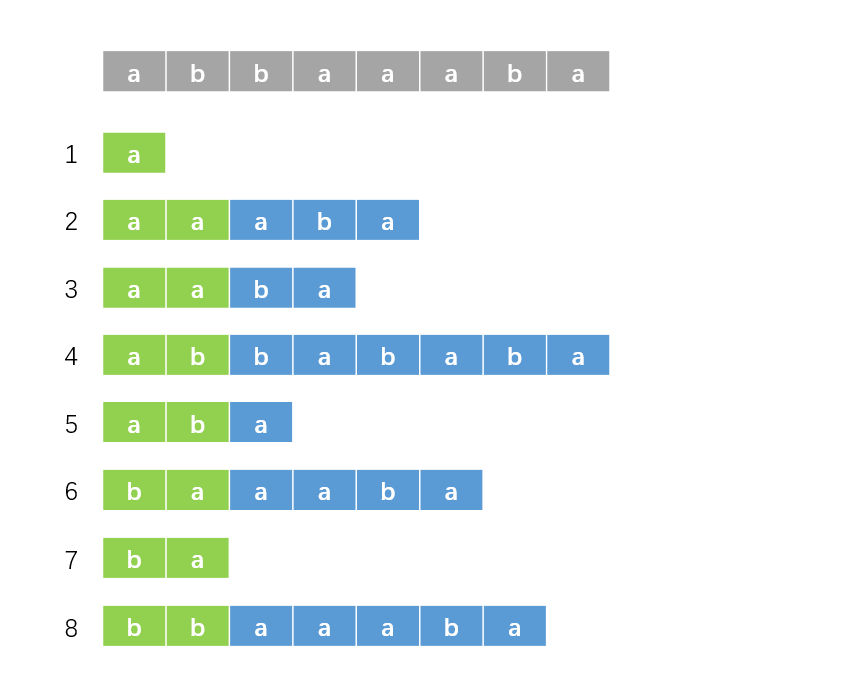 a b b a a a b a
1 a
2 a a a b a
3 a a b a
4 a b b a b a b a
5 a b a
6 b a a a b a
7 b a
8 b b a a a b a